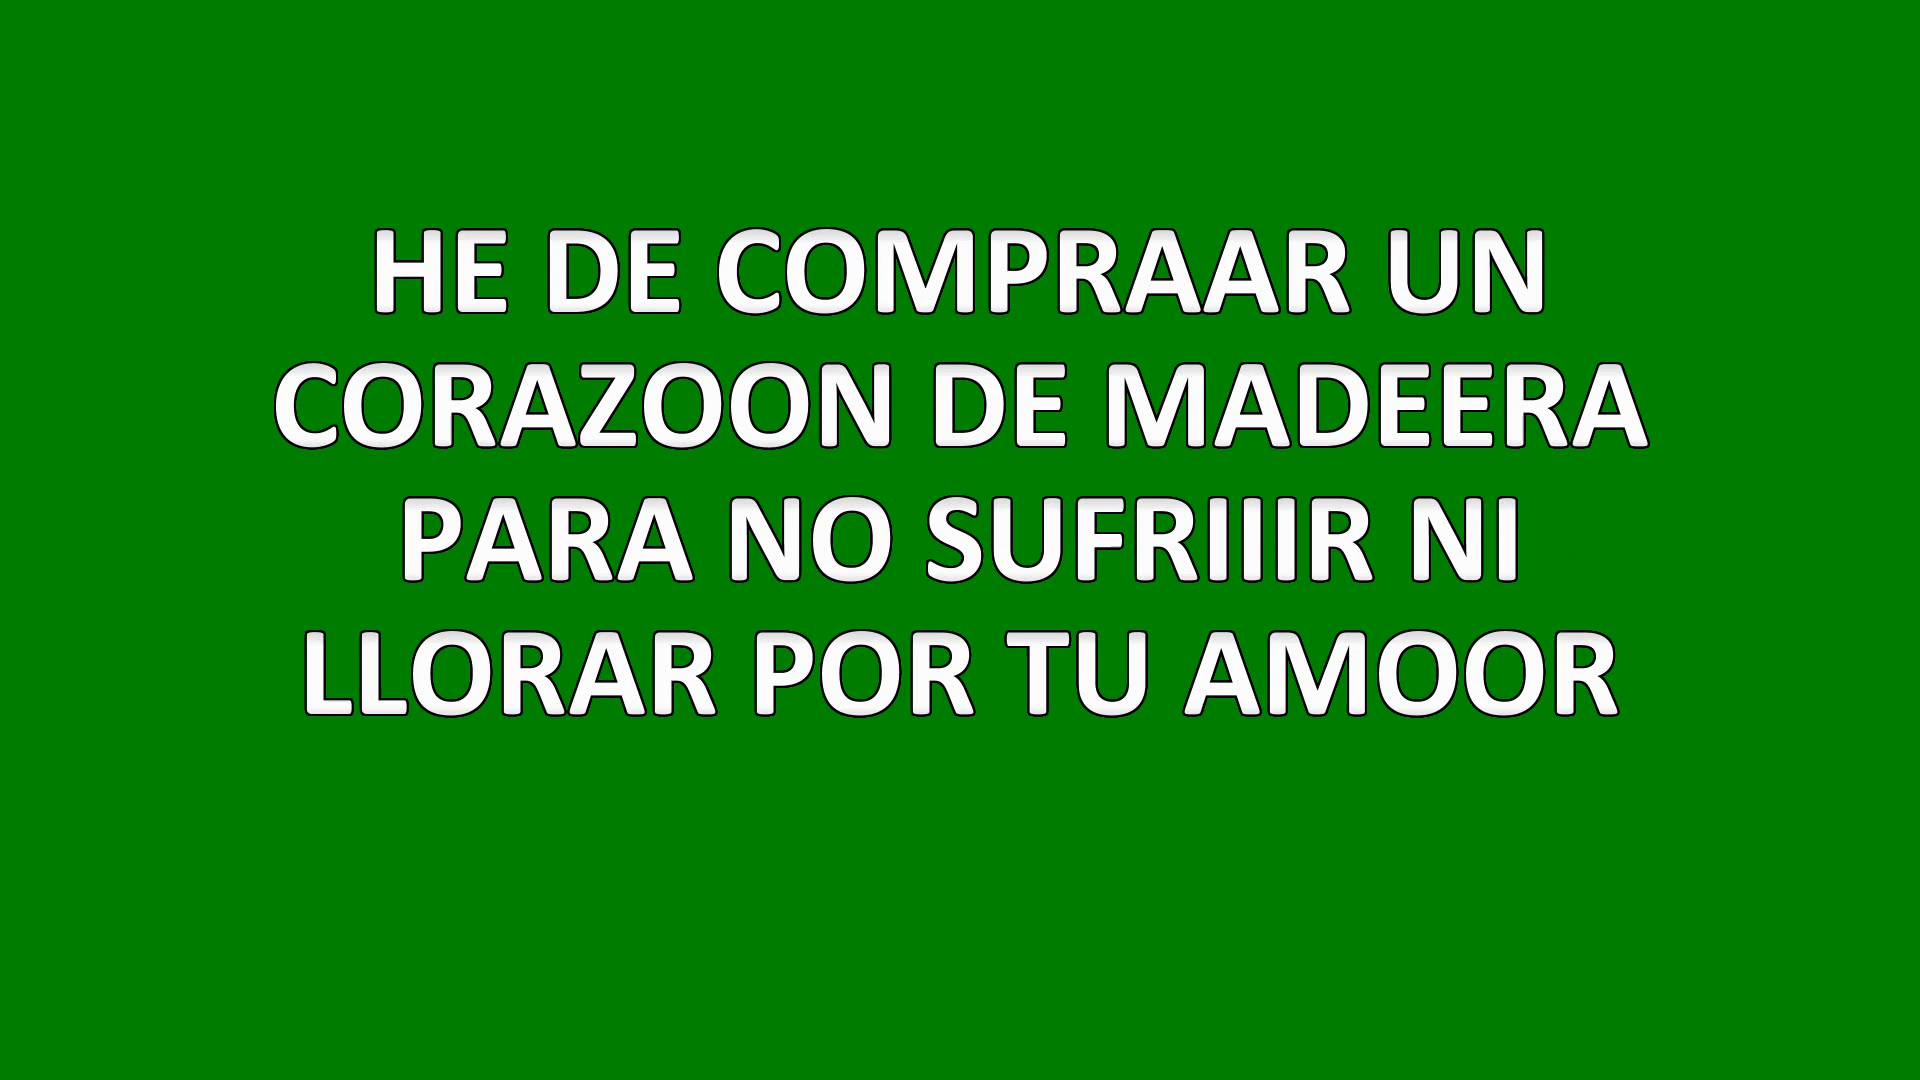 HE DE COMPRAAR UN
CORAZOON DE MADEERA
PARA NO SUFRIIIR NI
LLORAR POR TU AMOOR